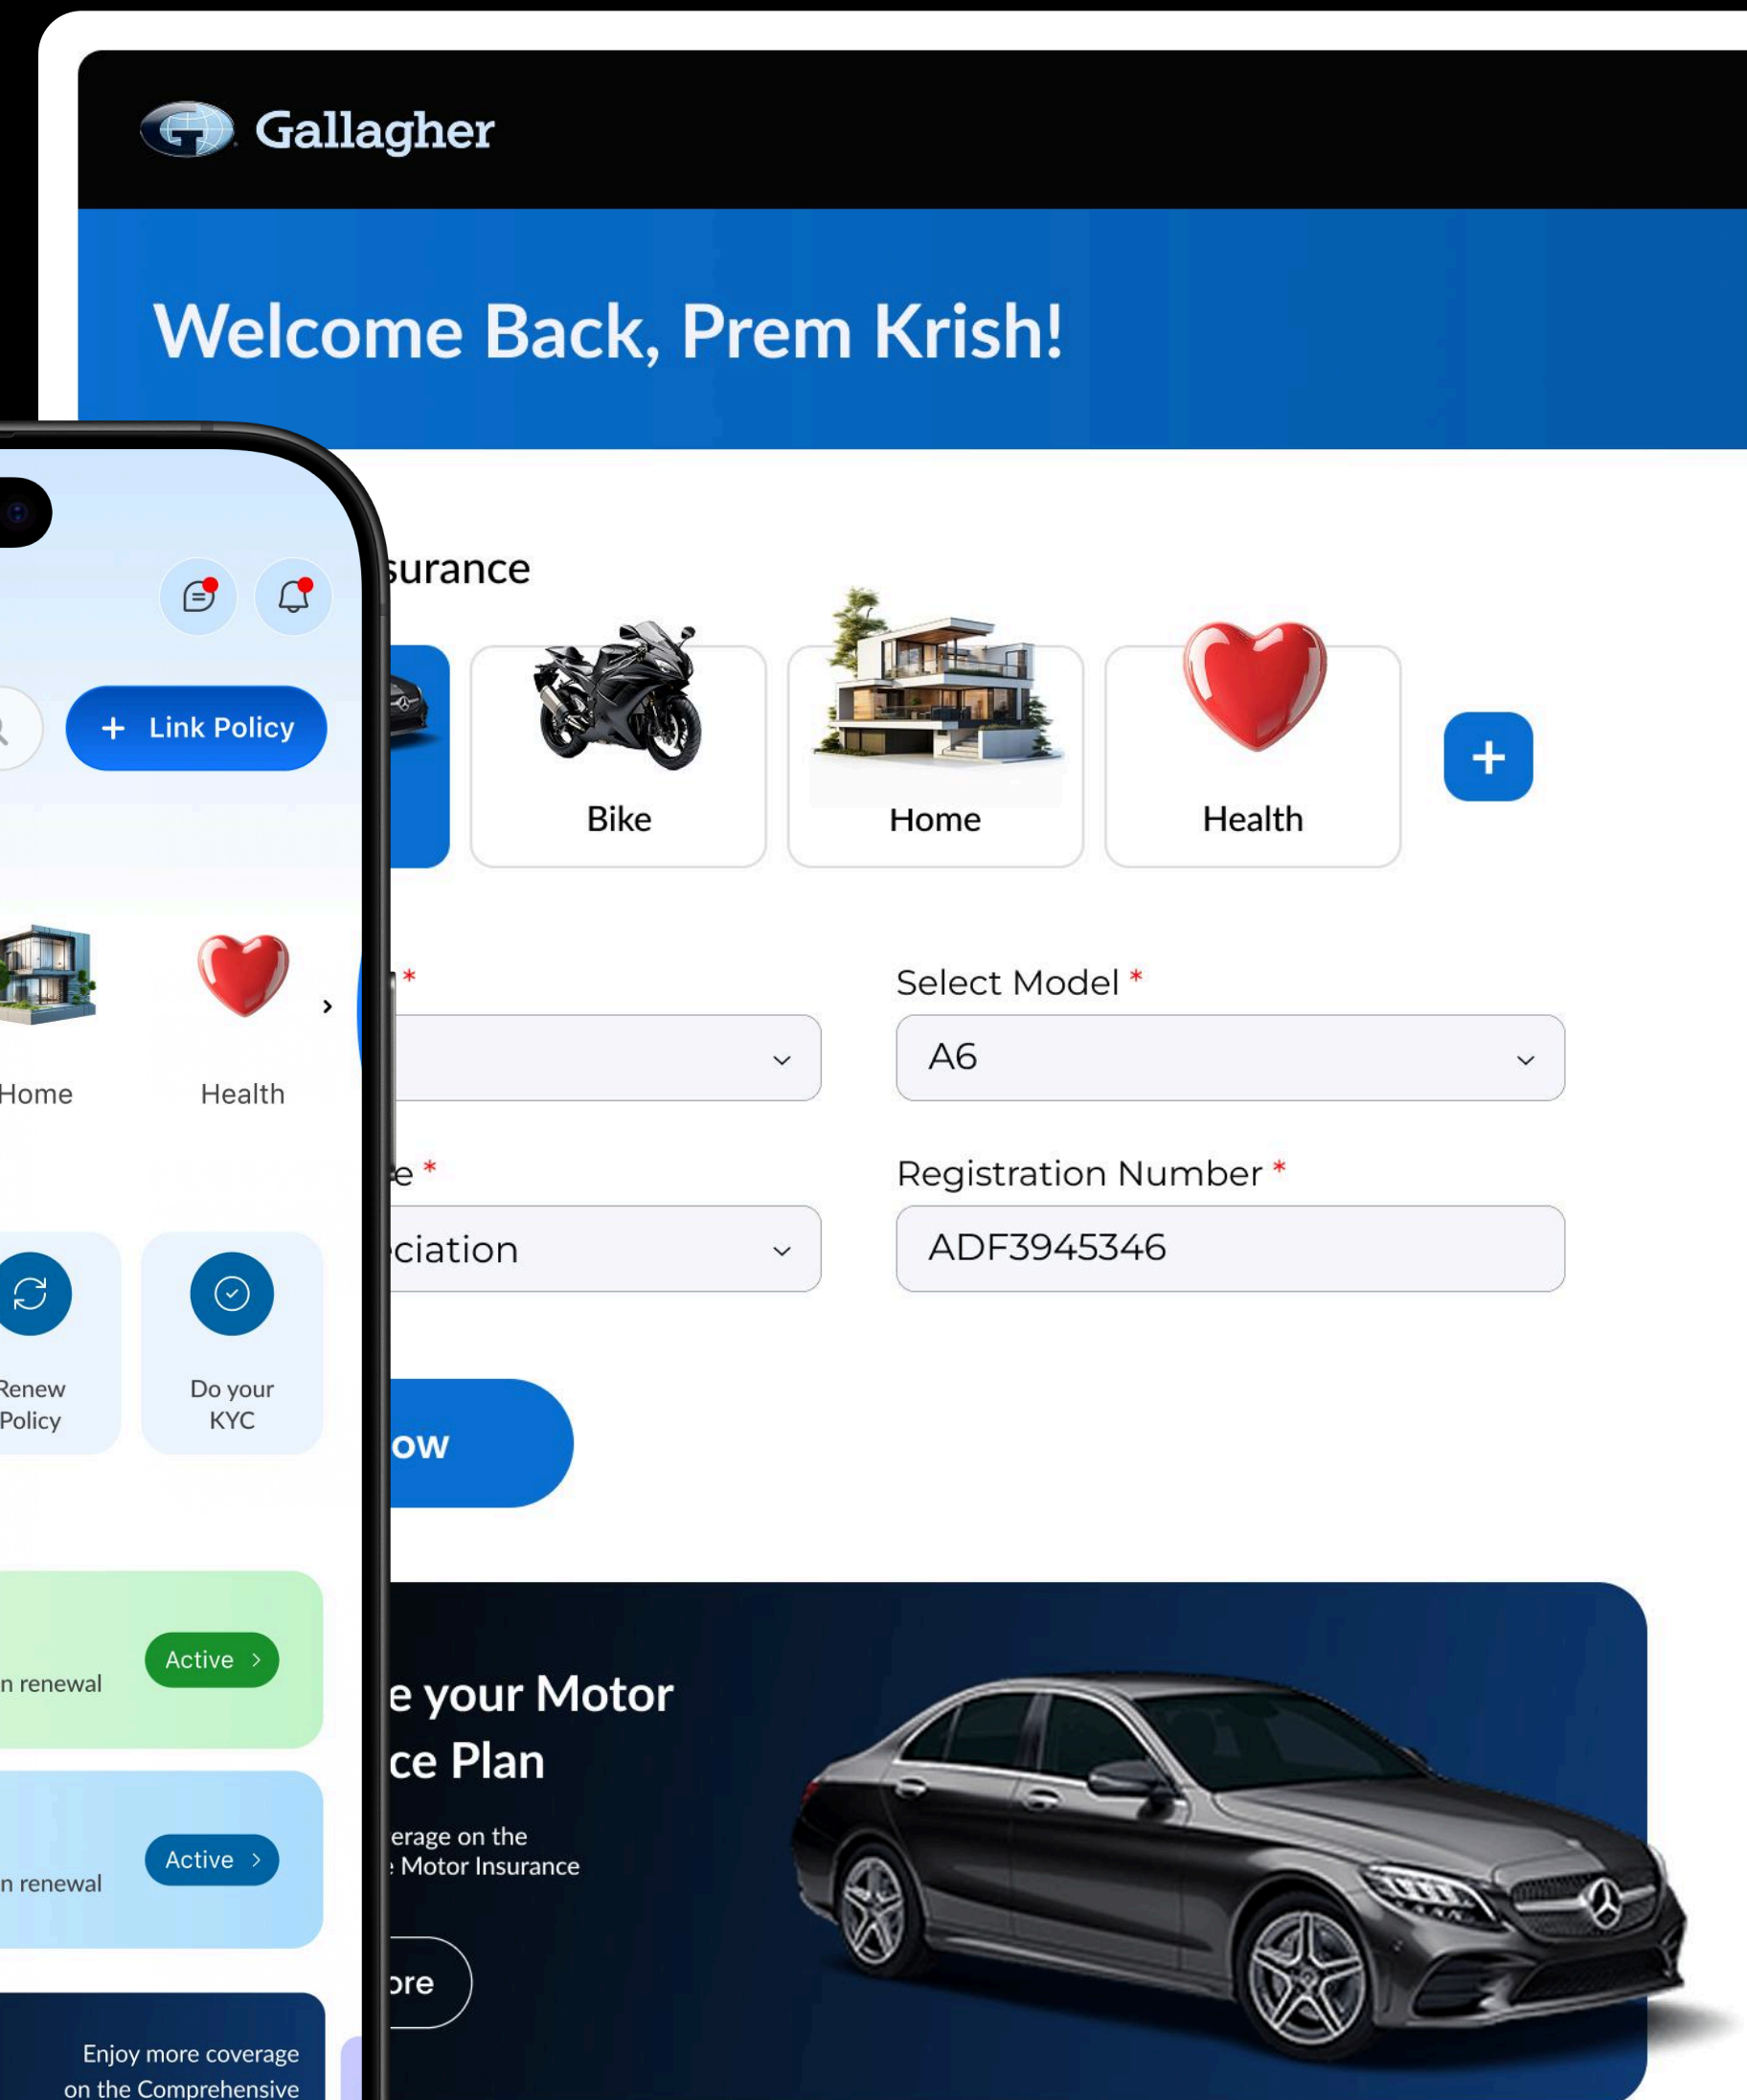 Gallagher
Welcome Back, Prem Krish!
surance
Bike
Home
Health
+
*
Select Model *
A6
e *
Registration Number *
ciation
ADF3945346
ow
e your Motor
ce Plan
erage on the
Motor Insurance
ore
+ Link Policy
Home
Health
Renew
Policy
Do your
KYC
Active >
n renewal
Active >
n renewal
Enjoy more coverage
on the Comprehensive